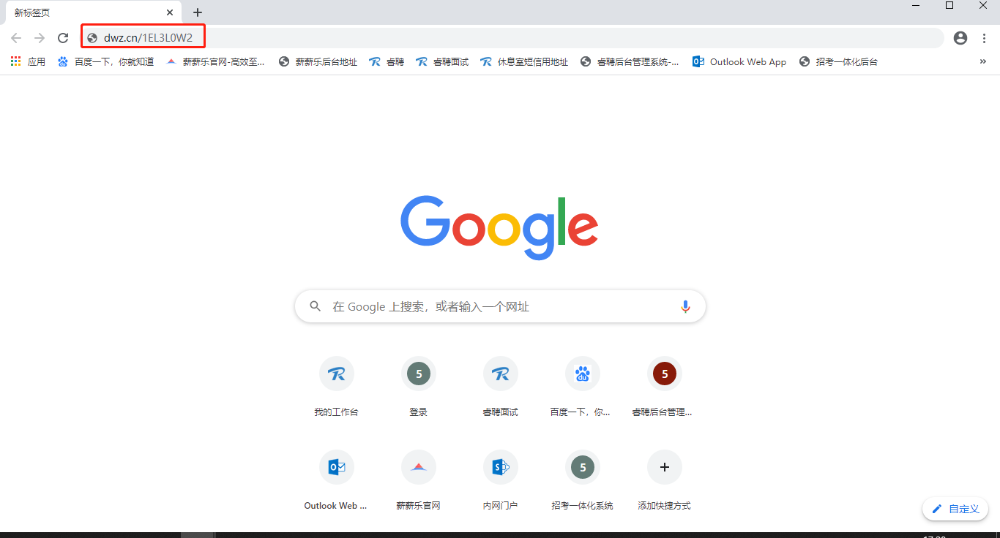 新标签页
dwz.cn/1EL3L0W2
应用 百度一下，你就知道 薪薪乐官网-高效至... 薪薪乐后台地址 睿聘 睿聘面试 休息室短信用地址 睿聘后台管理系统-... Outlook Web App 招考一体化后台 »
Google
在 Google 上搜索，或者输入一个网址
5 du 5
我的工作台 登录 睿聘面试 百度一下，你... 睿聘后台管理...
5
Outlook Web ... 薪薪乐官网 内网门户 招考一体化系统 添加快捷方式
自定义